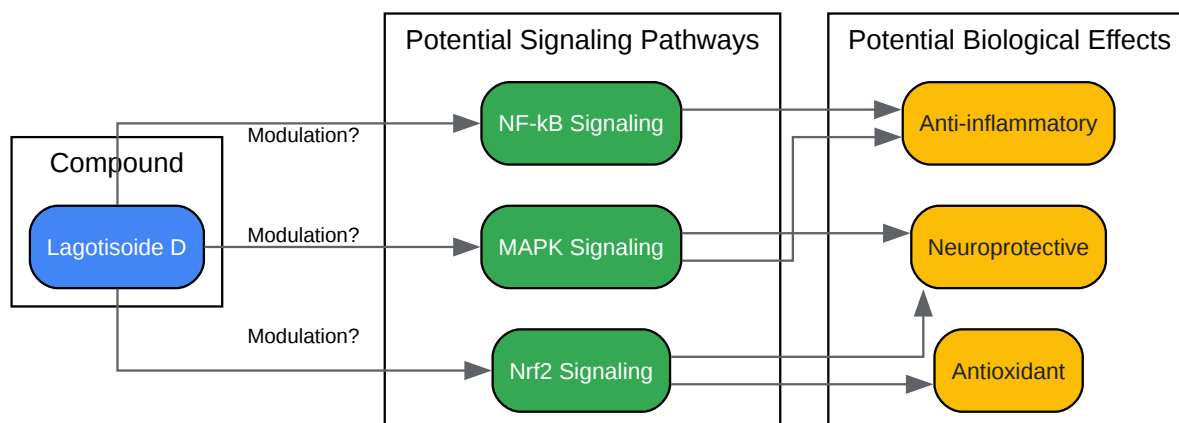 Potential Signaling Pathways
Potential Biological Effects
NF-kB Signaling
Anti-inflammatory
Modulation?
Compound
Lagotisoide D
Modulation?
MAPK Signaling
Neuroprotective
Modulation?
Nrf2 Signaling
Antioxidant